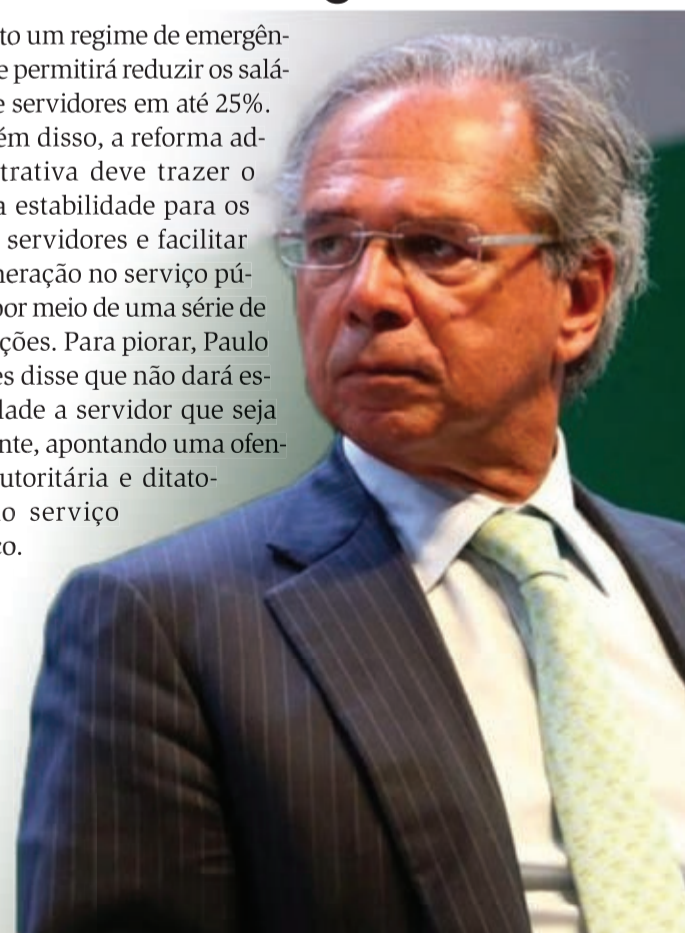 to um regime de emergên-
e permitirá reduzir os salá-
e servidores em até 25%.
ém disso, a reforma ad-
trativa deve trazer o
a estabilidade para os
servidores e facilitar
neração no serviço pú-
por meio de uma série de
ções. Para piorar, Paulo
es disse que não dará es-
lade a servidor que seja
nte, apontando uma ofen-
utoritária e ditato-
o serviço
co.